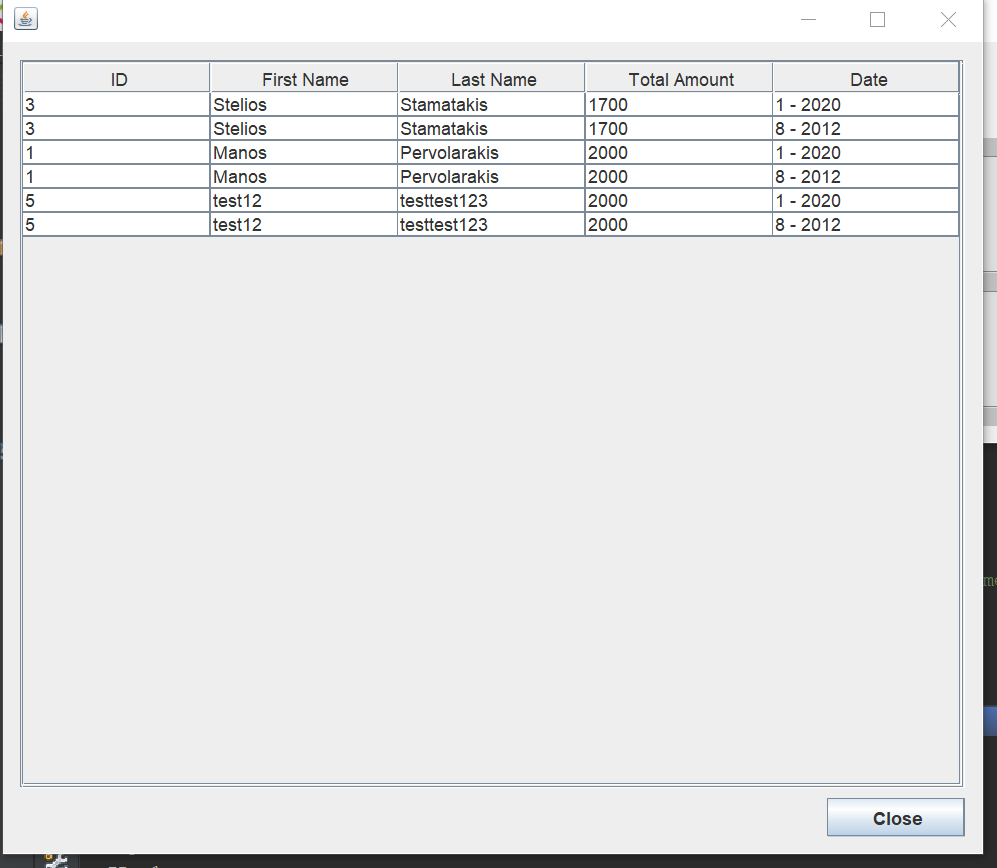 ID First Name Last Name Total Amount Date
3 Stelios Stamatakis 1700 1 - 2020
3 Stelios Stamatakis 1700 8 - 2012
1 Manos Pervolarakis 2000 1 - 2020
1 Manos Pervolarakis 2000 8 - 2012
5 test12 testtest123 2000 1 - 2020
5 test12 testtest123 2000 8 - 2012
Close